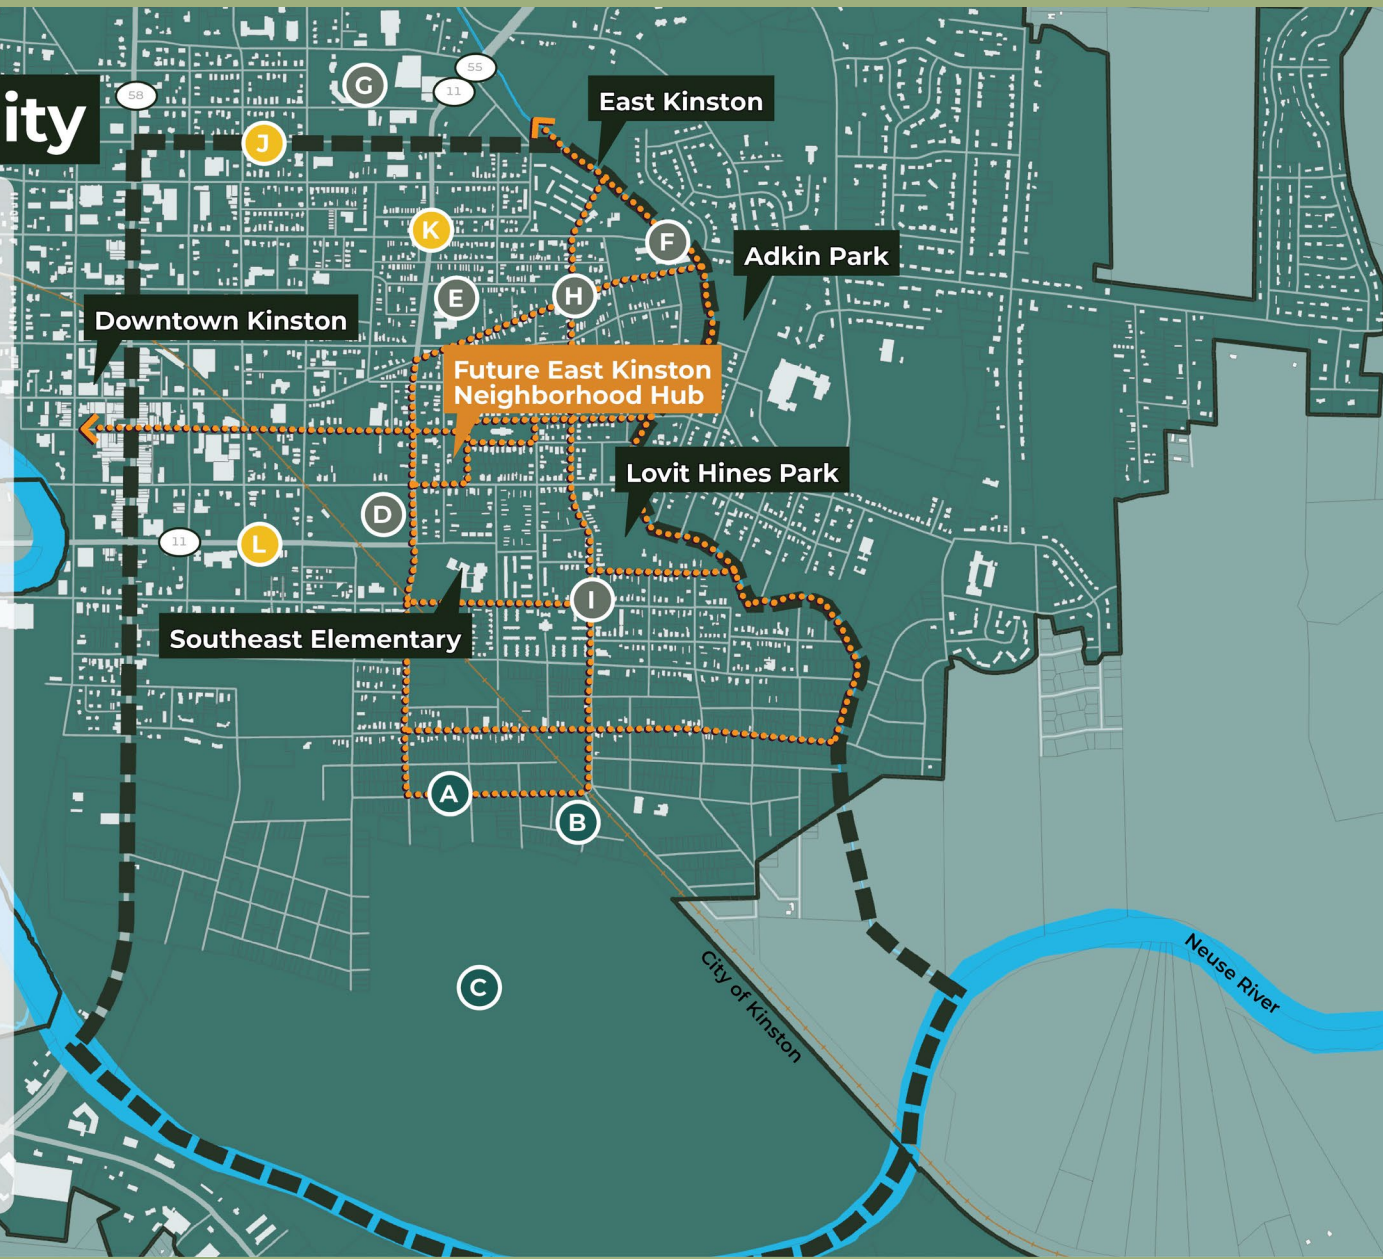 55
G
11
58
East Kinston
ity
J
K
F
Adkin Park
E
H
Downtown Kinston
Future East Kinston
Neighborhood Hub
Lovit Hines Park
D
11
L
I
Southeast Elementary
A
B
C
City of Kinston
Neuse River